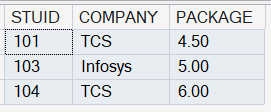 STUID COMPANY PACKAGE
101 TCS 4.50
103 Infosys 5.00
104 TCS 6.00